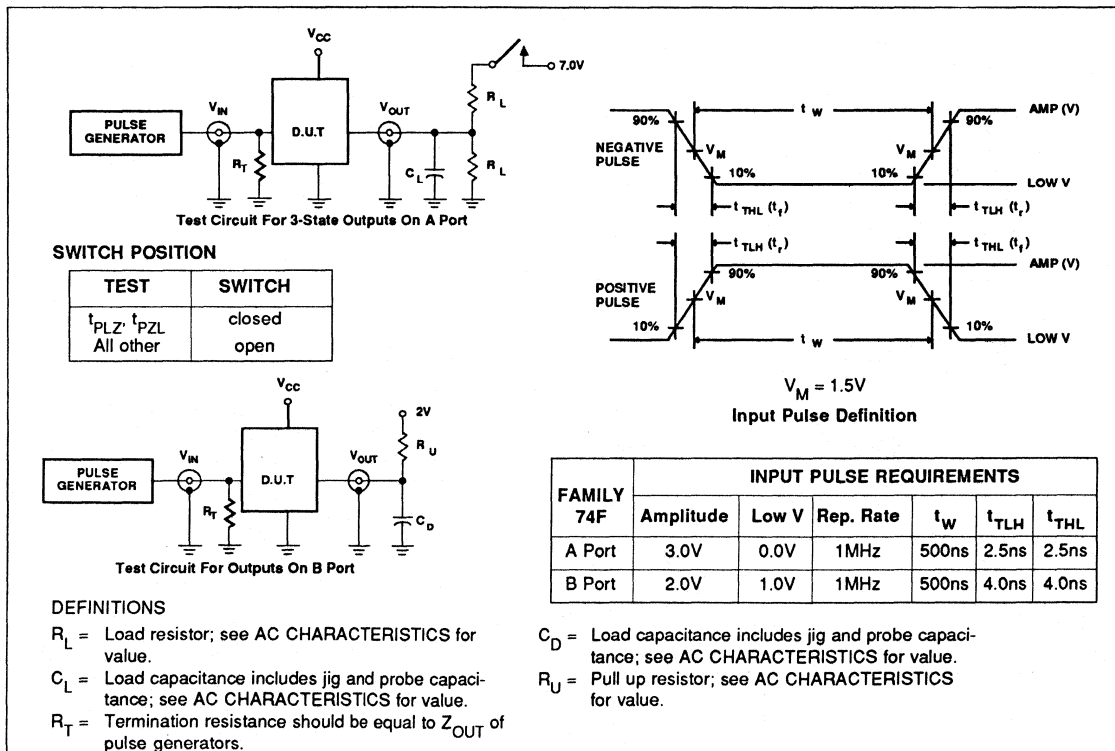 VCC
7.0V
RL
VIN
VOUT
PULSE
GENERATOR
D.U.T
RT
CL
RL
Test Circuit For 3-State Outputs On A Port
SWITCH POSITION
TEST SWITCH
tPLZ, tPZL closed
All other open
VCC
2V
RU
VIN
VOUT
PULSE
GENERATOR
D.U.T
RT
CD
Test Circuit For Outputs On B Port
tW
AMP (V)
90% 90%
NEGATIVE
PULSE
VM VM
10% 10%
LOW V
tTHL (tf) tTLH (tr)
tTLH (tr) tTHL (tf)
AMP (V)
90% 90%
POSITIVE
PULSE
VM VM
10% 10%
tW
LOW V
VM = 1.5V
Input Pulse Definition
FAMILY
74F
INPUT PULSE REQUIREMENTS
Amplitude Low V Rep. Rate tW tTLH tTHL
A Port 3.0V 0.0V 1MHz 500ns 2.5ns 2.5ns
B Port 2.0V 1.0V 1MHz 500ns 4.0ns 4.0ns
DEFINITIONS
RL = Load resistor; see AC CHARACTERISTICS for
value.
CL = Load capacitance includes jig and probe capaci-
tance; see AC CHARACTERISTICS for value.
RT = Termination resistance should be equal to ZOUT of
pulse generators.
CD = Load capacitance includes jig and probe capaci-
tance; see AC CHARACTERISTICS for value.
RU = Pull up resistor; see AC CHARACTERISTICS
for value.